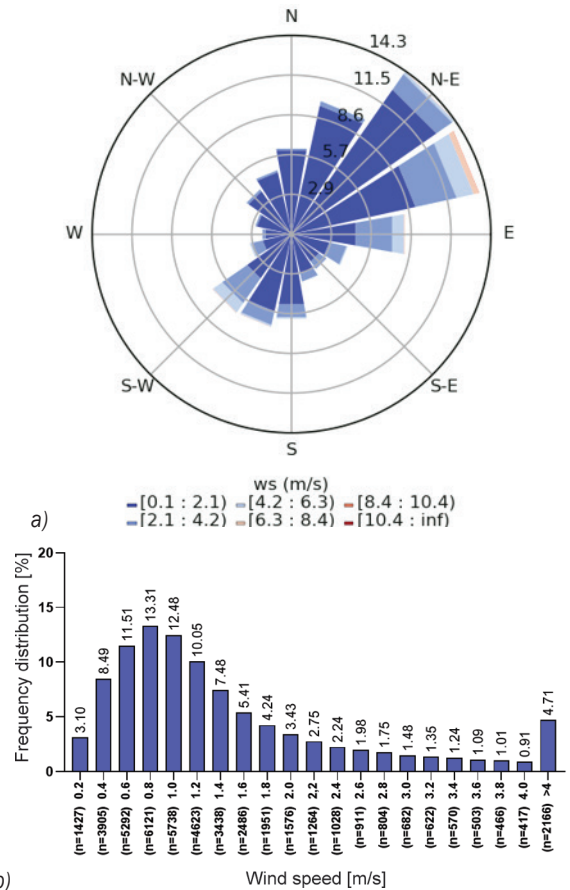 N
14.3
N-W
11.5
N-E
8.6
5.7
2.9
W
E
S-W
S-E
S
ws (m/s)
[0.1 : 2.1) [4.2 : 6.3) [8.4 : 10.4)
[2.1 : 4.2) [6.3 : 8.4) [10.4 : inf)
a)
Frequency distribution [%]
20
15
10
5
0
3.10
8.49
11.51
13.31
12.48
10.05
7.48
5.41
4.24
3.43
2.75
2.24
1.98
1.75
1.48
1.35
1.24
1.09
1.01
0.91
4.71
(n=1427) 0.2
(n=3905) 0.4
(n=5292) 0.6
(n=6121) 0.8
(n=5738) 1.0
(n=4623) 1.2
(n=3438) 1.4
(n=2486) 1.6
(n=1951) 1.8
(n=1576) 2.0
(n=1264) 2,2
(n=1028) 2.4
(n=911) 2.6
(n=804) 2.8
(n=682) 3.0
(n=622) 3.2
(n=570) 3.4
(n=503) 3.6
(n=466) 3.8
(n=417) 4.0
(n=2166) >4
Wind speed [m/s]